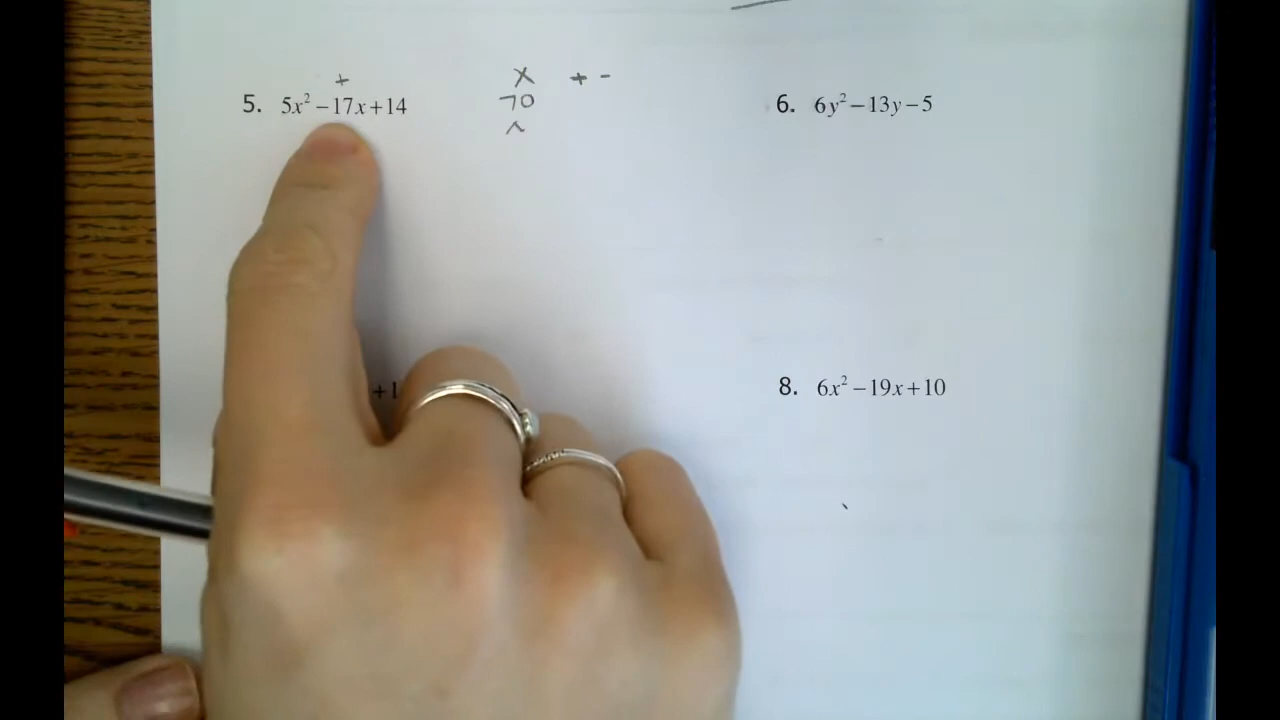 +
5. 5x² − 17x + 14
× + -
70
^
6. 6y² − 13y − 5
+1
8. 6x² − 19x + 10